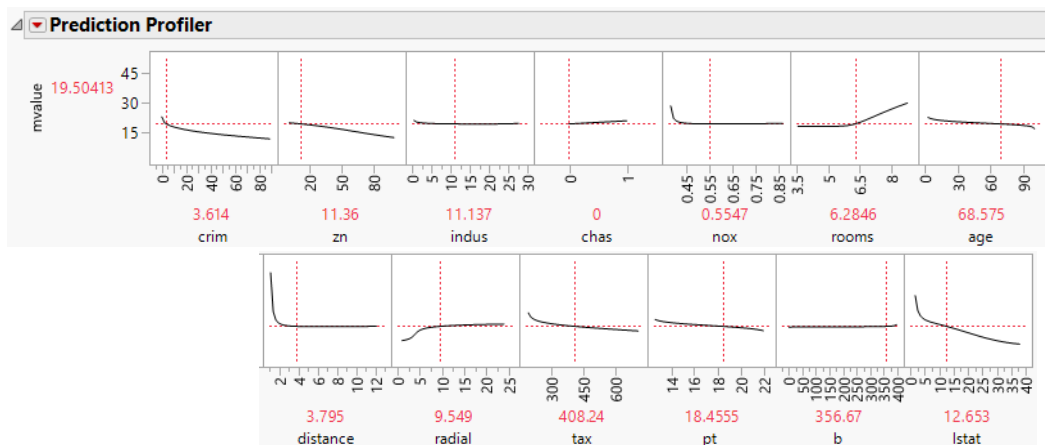 Prediction Profiler
mvalue
19.50413
45
30
15
0 20 40 60 80
20 40 60 80
0 5 10 15 20 25 30
0 1
0.45 0.55 0.65 0.75 0.85
3.5 5 6.5 8
0 30 60 90
3.614 11.36 11.137 0 0.5547 6.2846 68.575
crim zn indus chas nox rooms age
2 4 6 8 10 12
0 5 10 15 20 25
300 450 600
14 16 18 20 22
0 50 100 150 200 250 300 350 400
0 5 10 15 20 25 30 35 40
3.795 9.549 408.24 18.4555 356.67 12.653
distance radial tax pt b lstat